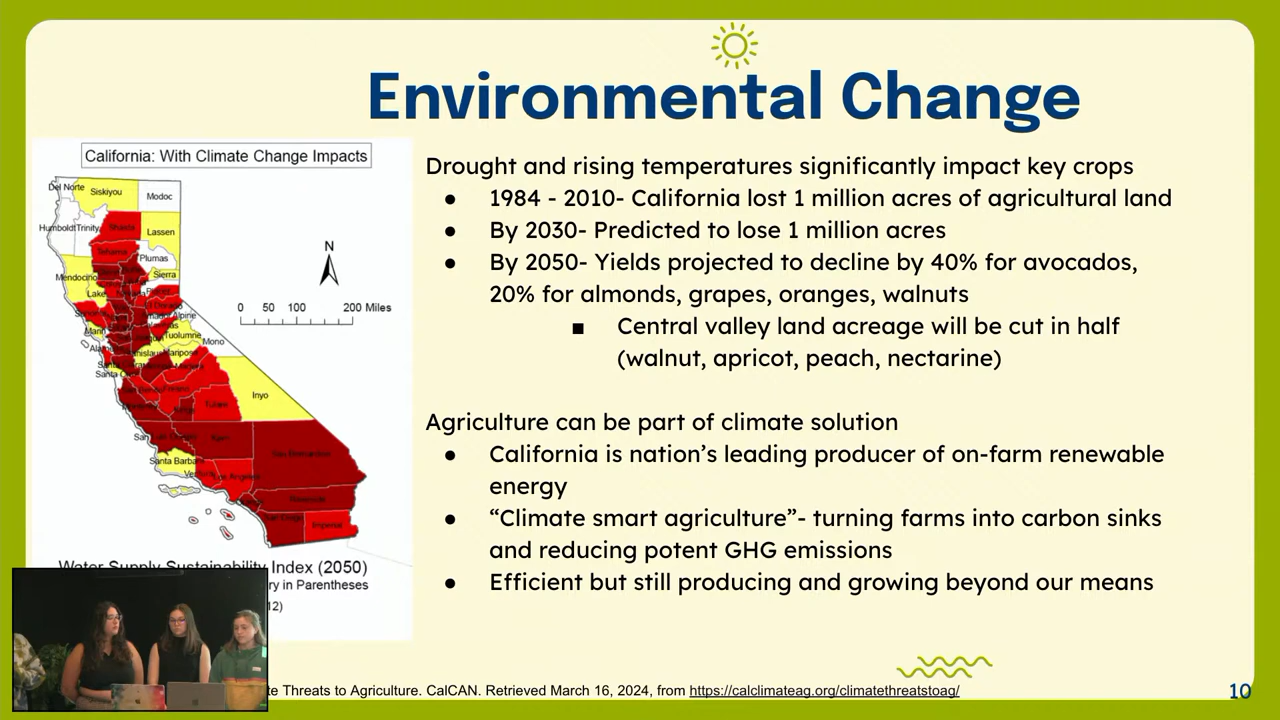 Environmental Change
California: With Climate Change Impacts
Del Norte
Siskiyou
Modoc
Humboldt
Trinity
Shasta
Lassen
Tehama
Plumas
Mendocino
Sierra
Lake
Alpine
Tuolumne
Mono
Mariposa
Inyo
Santa Barbara
Los Angeles
San Bernardino
Riverside
Imperial
N
0 50 100 200 Miles
Water Supply Sustainability Index (2050)
ry in Parentheses
12)
Drought and rising temperatures significantly impact key crops
● 1984 - 2010- California lost 1 million acres of agricultural land
● By 2030- Predicted to lose 1 million acres
● By 2050- Yields projected to decline by 40% for avocados,
20% for almonds, grapes, oranges, walnuts
■ Central valley land acreage will be cut in half
(walnut, apricot, peach, nectarine)
Agriculture can be part of climate solution
● California is nation's leading producer of on-farm renewable
energy
● “Climate smart agriculture”- turning farms into carbon sinks
and reducing potent GHG emissions
● Efficient but still producing and growing beyond our means
te Threats to Agriculture. CalCAN. Retrieved March 16, 2024, from https://calclimateag.org/climatethreatstoag/
10